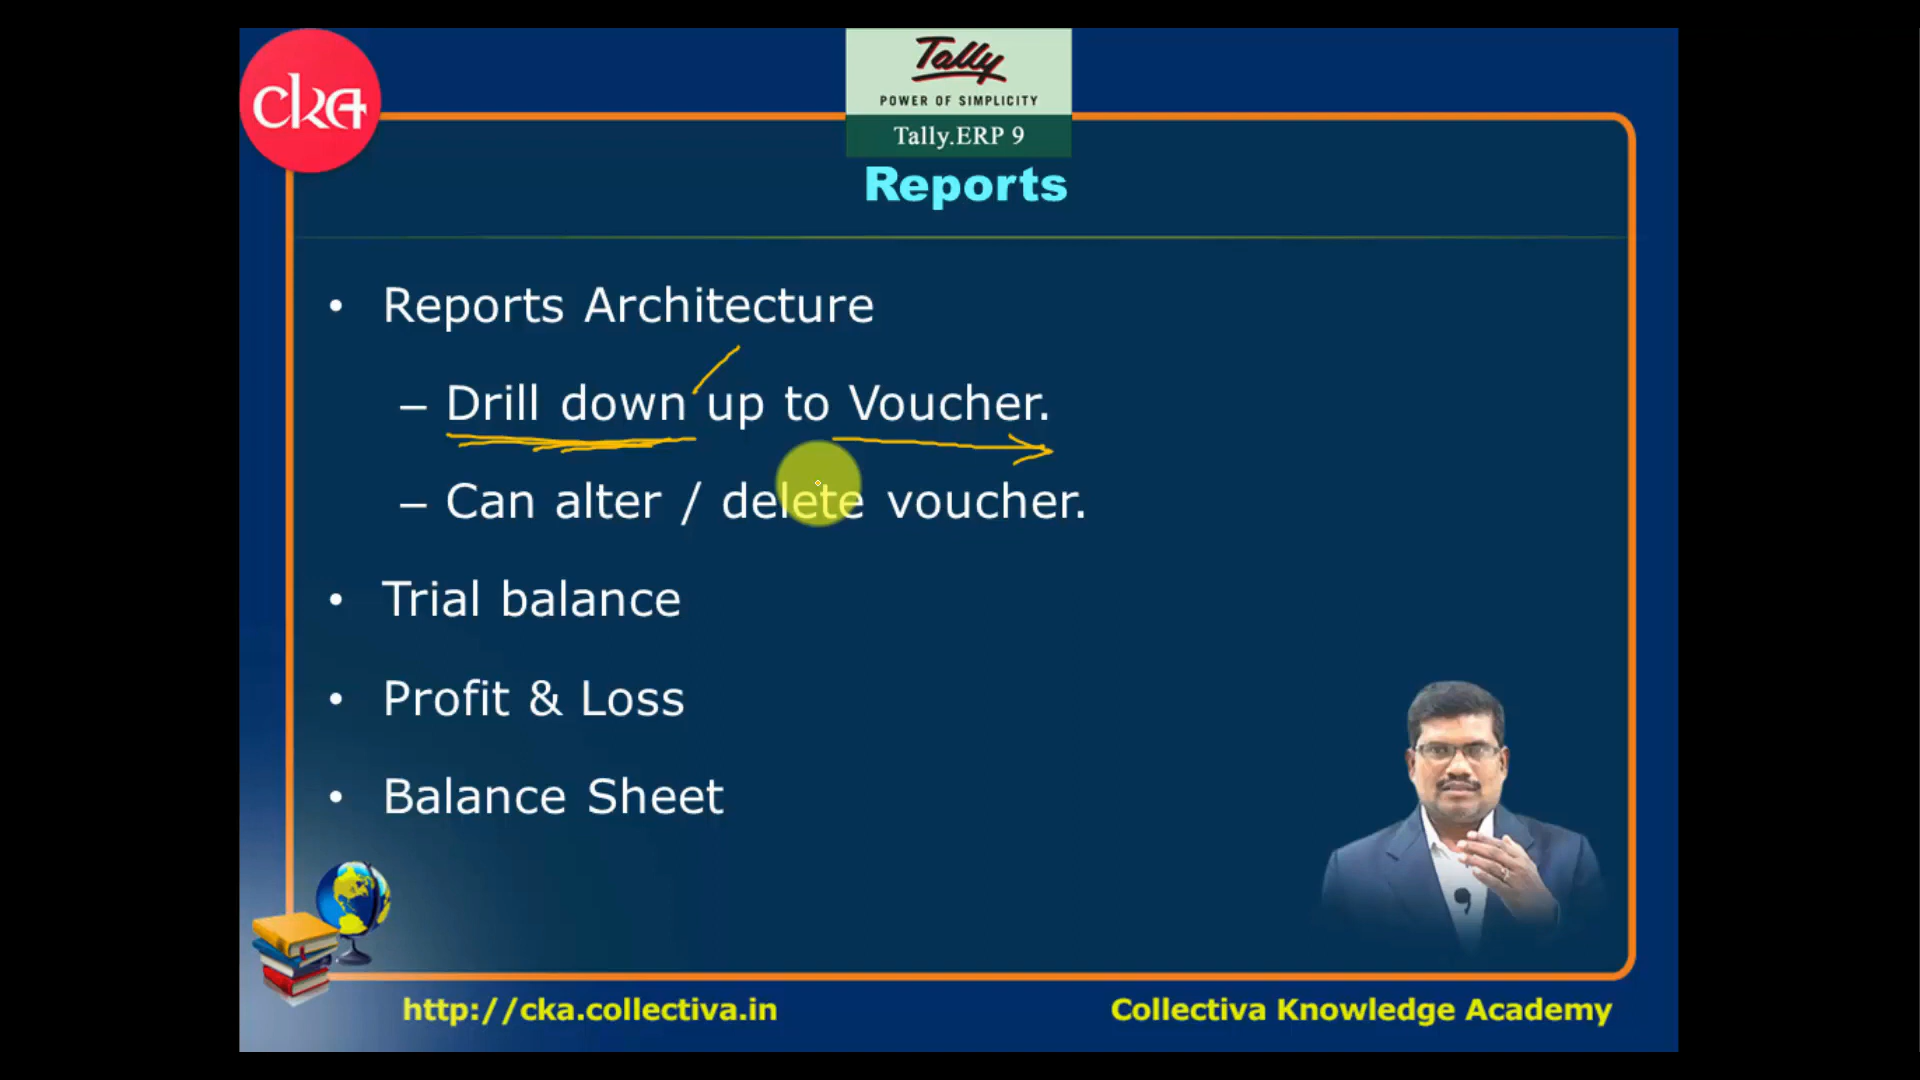 cka
Tally
POWER OF SIMPLICITY
Tally.ERP 9
Reports
• Reports Architecture
– Drill down up to Voucher.
– Can alter / delete voucher.
• Trial balance
• Profit & Loss
• Balance Sheet
http://cka.collectiva.in
Collectiva Knowledge Academy